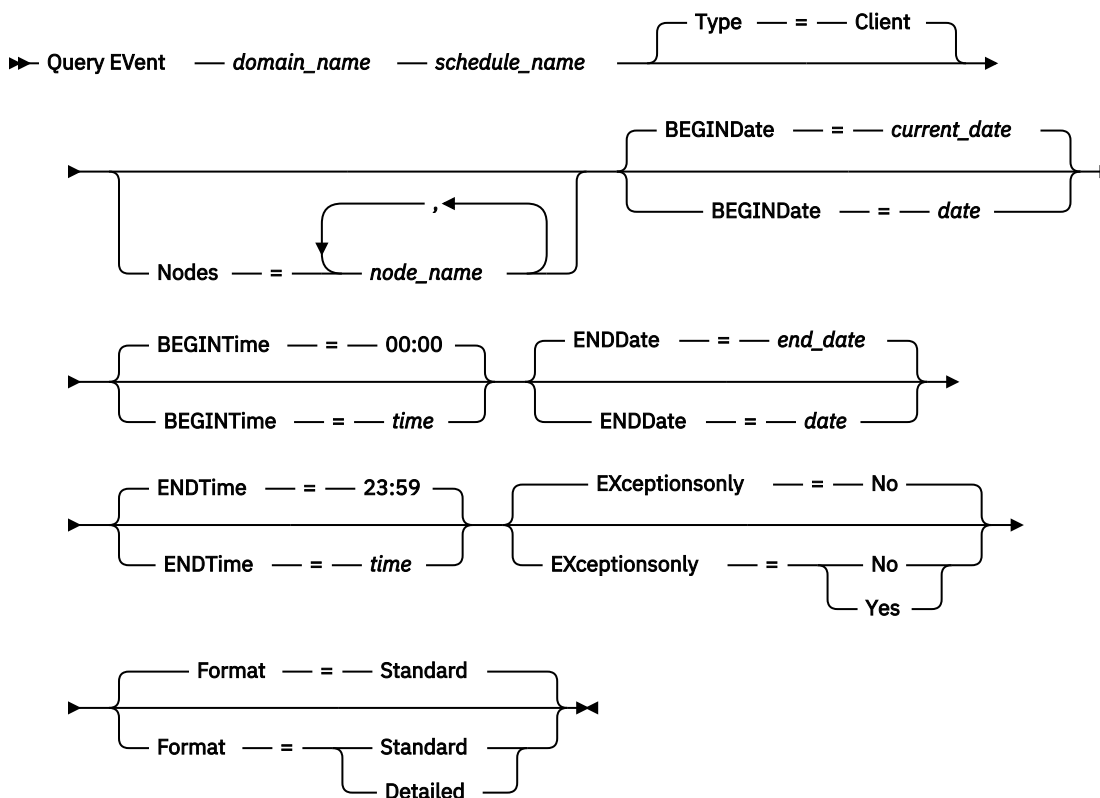 Type = Client
Query EVent domain_name schedule_name
BEGINDate = current_date
BEGINDate = date
,
Nodes = node_name
BEGINTime = 00:00
ENDDate = end_date
BEGINTime = time
ENDDate = date
ENDTime = 23:59
EXceptionsonly = No
ENDTime = time
EXceptionsonly = No
Yes
Format = Standard
Format = Standard
Detailed